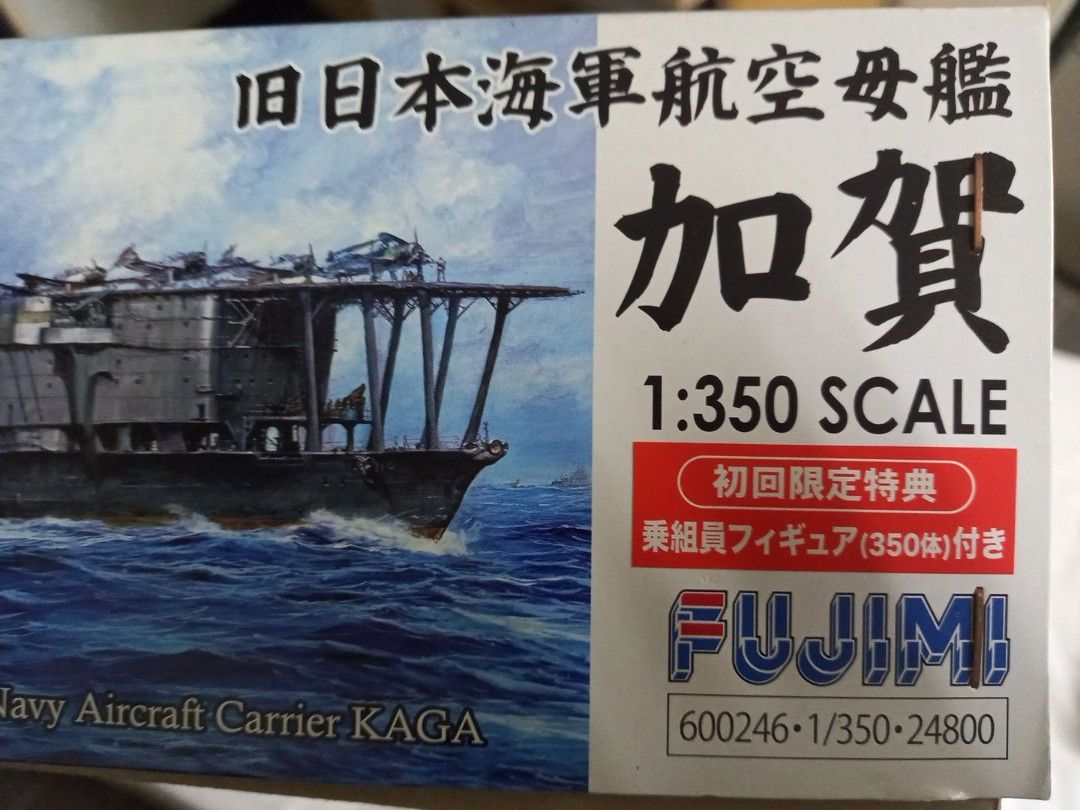 旧日本海軍航空母艦
加賀
1:350 SCALE
初回限定特典
乗組員フィギュア(350体)付き
FUJIMI
600246・1/350・24800
Navy Aircraft Carrier KAGA